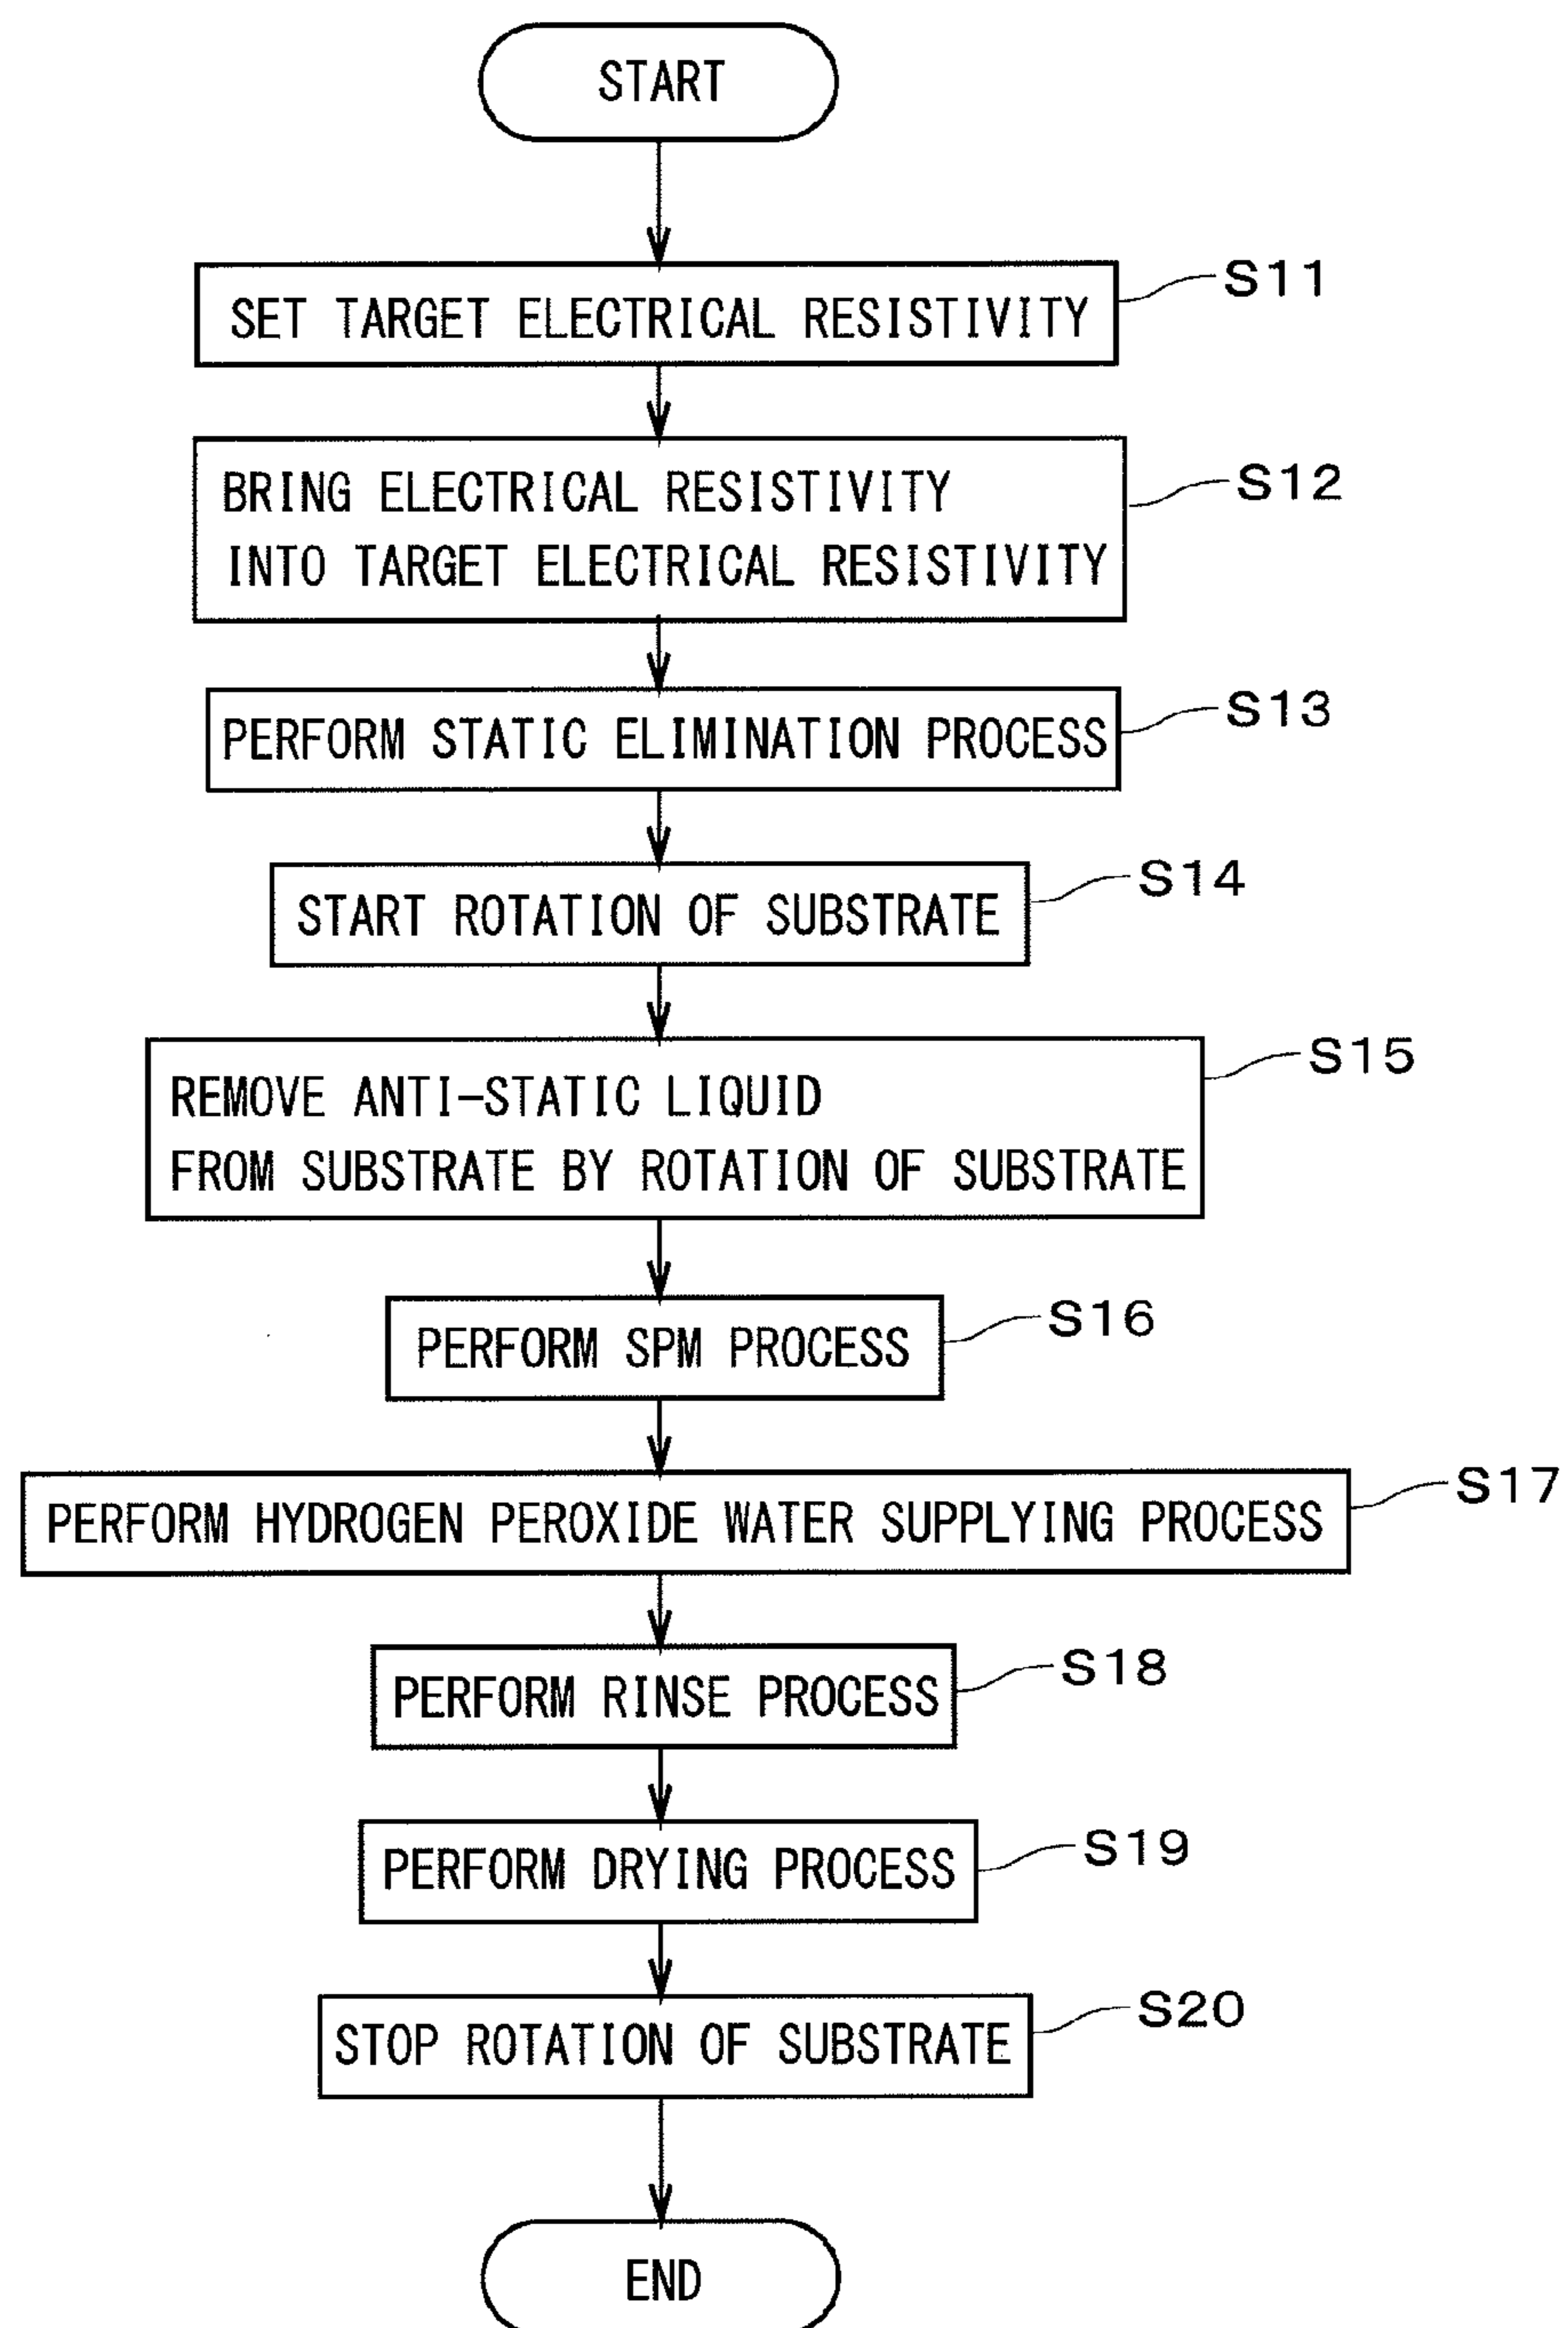 START
S11
SET TARGET ELECTRICAL RESISTIVITY
S12
BRING ELECTRICAL RESISTIVITY
INTO TARGET ELECTRICAL RESISTIVITY
S13
PERFORM STATIC ELIMINATION PROCESS
S14
START ROTATION OF SUBSTRATE
S15
REMOVE ANTI-STATIC LIQUID
FROM SUBSTRATE BY ROTATION OF SUBSTRATE
S16
PERFORM SPM PROCESS
S17
PERFORM HYDROGEN PEROXIDE WATER SUPPLYING PROCESS
S18
PERFORM RINSE PROCESS
S19
PERFORM DRYING PROCESS
S20
STOP ROTATION OF SUBSTRATE
END